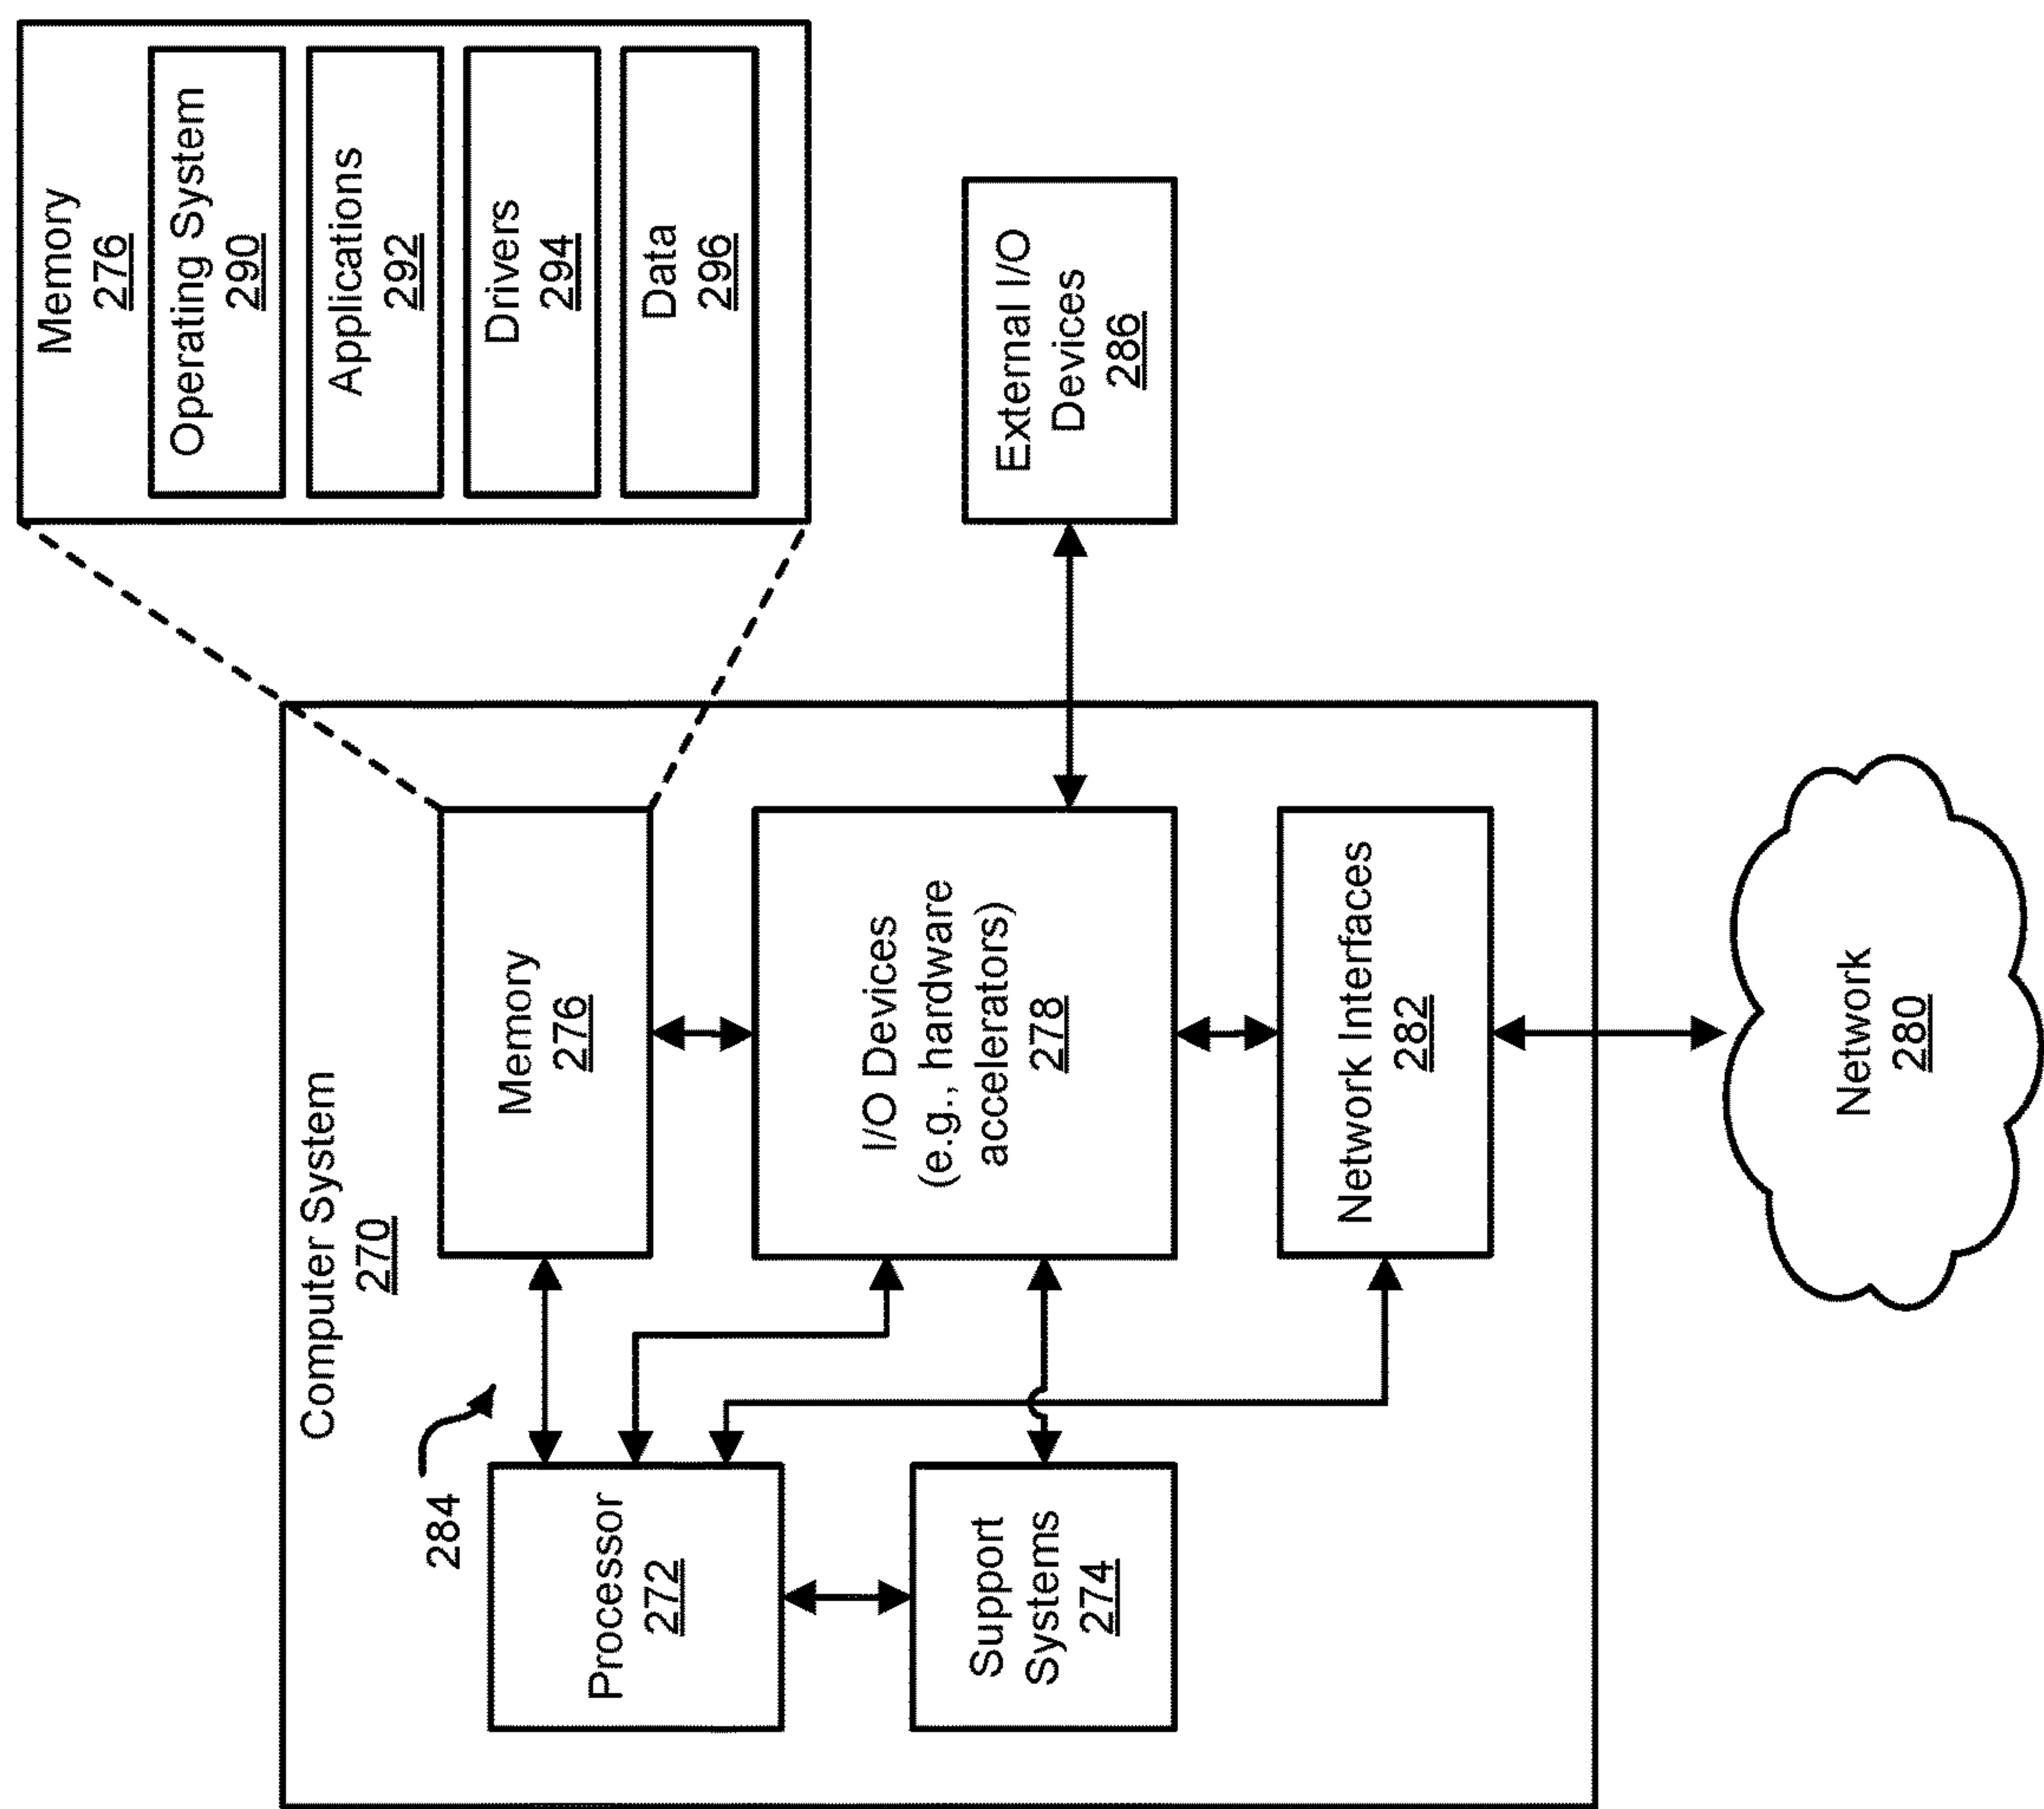 Computer System
270
284
Processor
272
Support
Systems
274
Memory
276
I/O Devices
(e.g., hardware
accelerators)
278
Network Interfaces
282
Network
280
External I/O
Devices
286
Memory
276
Operating System
290
Applications
292
Drivers
294
Data
296